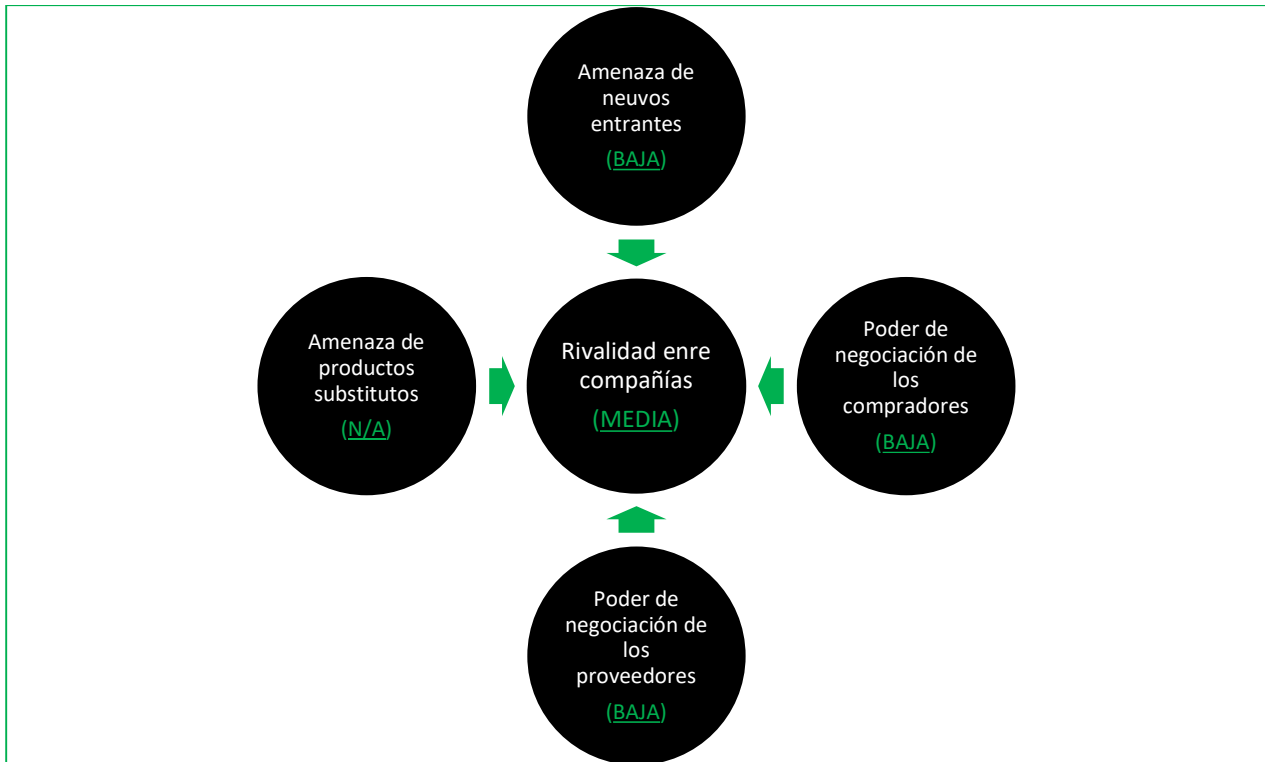 Amenaza de
neuvos
entrantes
(BAJA)
Amenaza de
productos
substitutos
(N/A)
Rivalidad enre
compañías
(MEDIA)
Poder de
negociación de
los
compradores
(BAJA)
Poder de
negociación de
los
proveedores
(BAJA)